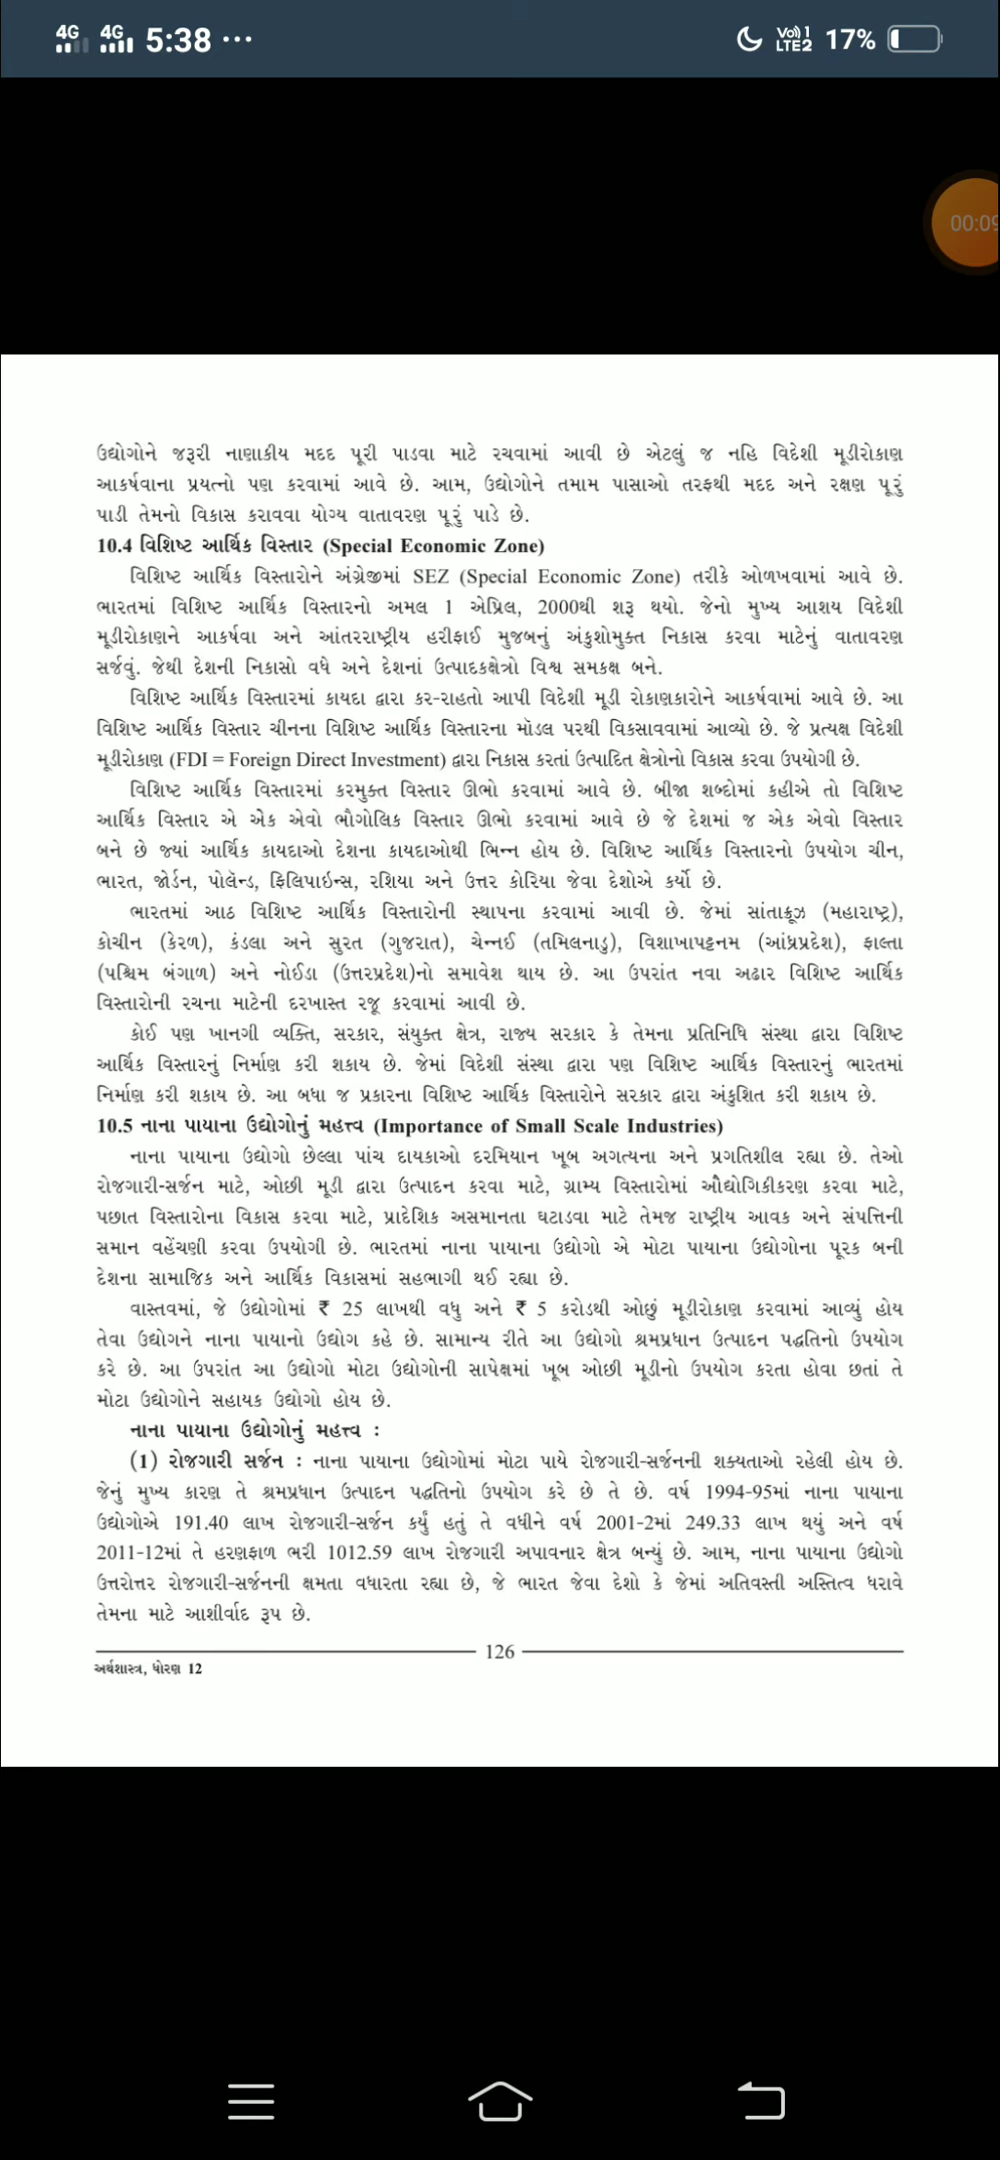 4G 4G 5:38 ... Vo)) 1 LTE2 17%
00:09
ઉદ્યોગોને જરૂરી નાણાકીય મદદ પૂરી પાડવા માટે રચવામાં આવી છે એટલું જ નહિ વિદેશી મૂડીરોકાણ
આકર્ષવાના પ્રયત્નો પણ કરવામાં આવે છે. આમ, ઉદ્યોગોને તમામ પાસાઓ તરફથી મદદ અને રક્ષણ પૂરું
પાડી તેમનો વિકાસ કરાવવા યોગ્ય વાતાવરણ પૂરું પાડે છે.
10.4 વિશિષ્ટ આર્થિક વિસ્તાર (Special Economic Zone)
વિશિષ્ટ આર્થિક વિસ્તારોને અંગ્રેજીમાં SEZ (Special Economic Zone) તરીકે ઓળખવામાં આવે છે.
ભારતમાં વિશિષ્ટ આર્થિક વિસ્તારનો અમલ 1 એપ્રિલ, 2000થી શરૂ થયો. જેનો મુખ્ય આશય વિદેશી
મૂડીરોકાણને આકર્ષવા અને આંતરરાષ્ટ્રીય હરીફાઈ મુજબનું અંકુશોમુક્ત નિકાસ કરવા માટેનું વાતાવરણ
સર્જવું. જેથી દેશની નિકાસો વધે અને દેશનાં ઉત્પાદકક્ષેત્રો વિશ્વ સમકક્ષ બને.
વિશિષ્ટ આર્થિક વિસ્તારમાં કાયદા દ્વારા કર-રાહતો આપી વિદેશી મૂડી રોકાણકારોને આકર્ષવામાં આવે છે. આ
વિશિષ્ટ આર્થિક વિસ્તાર ચીનના વિશિષ્ટ આર્થિક વિસ્તારના મૉડલ પરથી વિકસાવવામાં આવ્યો છે. જે પ્રત્યક્ષ વિદેશી
મૂડીરોકાણ (FDI = Foreign Direct Investment) દ્વારા નિકાસ કરતાં ઉત્પાદિત ક્ષેત્રોનો વિકાસ કરવા ઉપયોગી છે.
વિશિષ્ટ આર્થિક વિસ્તારમાં કરમુક્ત વિસ્તાર ઊભો કરવામાં આવે છે. બીજા શબ્દોમાં કહીએ તો વિશિષ્ટ
આર્થિક વિસ્તાર એ એક એવો ભૌગોલિક વિસ્તાર ઊભો કરવામાં આવે છે જે દેશમાં જ એક એવો વિસ્તાર
બને છે જ્યાં આર્થિક કાયદાઓ દેશના કાયદાઓથી ભિન્ન હોય છે. વિશિષ્ટ આર્થિક વિસ્તારનો ઉપયોગ ચીન,
ભારત, જોર્ડન, પોલૅન્ડ, ફિલિપાઇન્સ, રશિયા અને ઉત્તર કોરિયા જેવા દેશોએ કર્યો છે.
ભારતમાં આઠ વિશિષ્ટ આર્થિક વિસ્તારોની સ્થાપના કરવામાં આવી છે. જેમાં સાંતાક્રૂઝ (મહારાષ્ટ્ર),
કોચીન (કેરળ), કંડલા અને સુરત (ગુજરાત), ચેન્નઈ (તમિલનાડુ), વિશાખાપટ્ટનમ (આંધ્રપ્રદેશ), ફાલ્તા
(પશ્ચિમ બંગાળ) અને નોઈડા (ઉત્તરપ્રદેશ)નો સમાવેશ થાય છે. આ ઉપરાંત નવા અઢાર વિશિષ્ટ આર્થિક
વિસ્તારોની રચના માટેની દરખાસ્ત રજૂ કરવામાં આવી છે.
કોઈ પણ ખાનગી વ્યક્તિ, સરકાર, સંયુક્ત ક્ષેત્ર, રાજ્ય સરકાર કે તેમના પ્રતિનિધિ સંસ્થા દ્વારા વિશિષ્ટ
આર્થિક વિસ્તારનું નિર્માણ કરી શકાય છે. જેમાં વિદેશી સંસ્થા દ્વારા પણ વિશિષ્ટ આર્થિક વિસ્તારનું ભારતમાં
નિર્માણ કરી શકાય છે. આ બધા જ પ્રકારના વિશિષ્ટ આર્થિક વિસ્તારોને સરકાર દ્વારા અંકુશિત કરી શકાય છે.
10.5 નાના પાયાના ઉદ્યોગોનું મહત્ત્વ (Importance of Small Scale Industries)
નાના પાયાના ઉદ્યોગો છેલ્લા પાંચ દાયકાઓ દરમિયાન ખૂબ અગત્યના અને પ્રગતિશીલ રહ્યા છે. તેઓ
રોજગારી-સર્જન માટે, ઓછી મૂડી દ્વારા ઉત્પાદન કરવા માટે, ગ્રામ્ય વિસ્તારોમાં ઔદ્યોગિકીકરણ કરવા માટે,
પછાત વિસ્તારોના વિકાસ કરવા માટે, પ્રાદેશિક અસમાનતા ઘટાડવા માટે તેમજ રાષ્ટ્રીય આવક અને સંપત્તિની
સમાન વહેંચણી કરવા ઉપયોગી છે. ભારતમાં નાના પાયાના ઉદ્યોગો એ મોટા પાયાના ઉદ્યોગોના પૂરક બની
દેશના સામાજિક અને આર્થિક વિકાસમાં સહભાગી થઈ રહ્યા છે.
વાસ્તવમાં, જે ઉદ્યોગોમાં ₹ 25 લાખથી વધુ અને ₹ 5 કરોડથી ઓછું મૂડીરોકાણ કરવામાં આવ્યું હોય
તેવા ઉદ્યોગને નાના પાયાનો ઉદ્યોગ કહે છે. સામાન્ય રીતે આ ઉદ્યોગો શ્રમપ્રધાન ઉત્પાદન પદ્ધતિનો ઉપયોગ
કરે છે. આ ઉપરાંત આ ઉદ્યોગો મોટા ઉદ્યોગોની સાપેક્ષમાં ખૂબ ઓછી મૂડીનો ઉપયોગ કરતા હોવા છતાં તે
મોટા ઉદ્યોગોને સહાયક ઉદ્યોગો હોય છે.
નાના પાયાના ઉદ્યોગોનું મહત્ત્વ :
(1) રોજગારી સર્જન : નાના પાયાના ઉદ્યોગોમાં મોટા પાયે રોજગારી-સર્જનની શક્યતાઓ રહેલી હોય છે.
જેનું મુખ્ય કારણ તે શ્રમપ્રધાન ઉત્પાદન પદ્ધતિનો ઉપયોગ કરે છે તે છે. વર્ષ 1994-95માં નાના પાયાના
ઉદ્યોગોએ 191.40 લાખ રોજગારી-સર્જન કર્યું હતું તે વધીને વર્ષ 2001-2માં 249.33 લાખ થયું અને વર્ષ
2011-12માં તે હરણફાળ ભરી 1012.59 લાખ રોજગારી અપાવનાર ક્ષેત્ર બન્યું છે. આમ, નાના પાયાના ઉદ્યોગો
ઉત્તરોત્તર રોજગારી-સર્જનની ક્ષમતા વધારતા રહ્યા છે, જે ભારત જેવા દેશો કે જેમાં અતિવસ્તી અસ્તિત્વ ધરાવે
તેમના માટે આશીર્વાદ રૂપ છે.
126
અર્થશાસ્ત્ર, ધોરણ 12